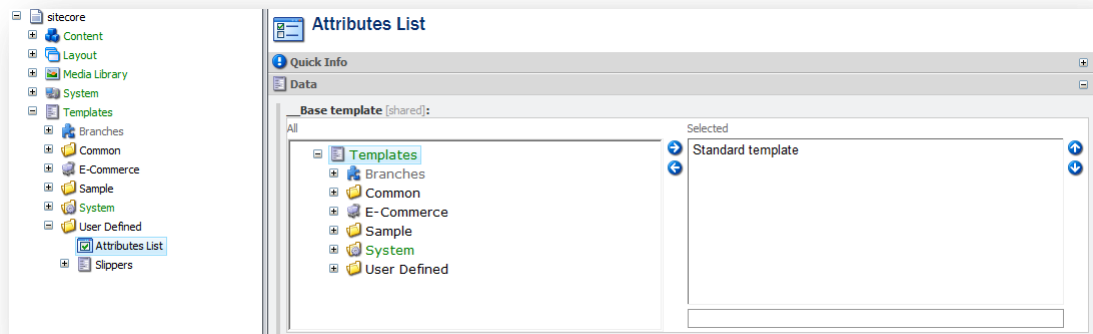 sitecore
Content
Layout
Media Library
System
Templates
Branches
Common
E-Commerce
Sample
System
User Defined
Attributes List
Slippers
Attributes List
Quick Info
Data
__Base template [shared]:
All
Selected
Templates
Branches
Common
E-Commerce
Sample
System
User Defined
Standard template